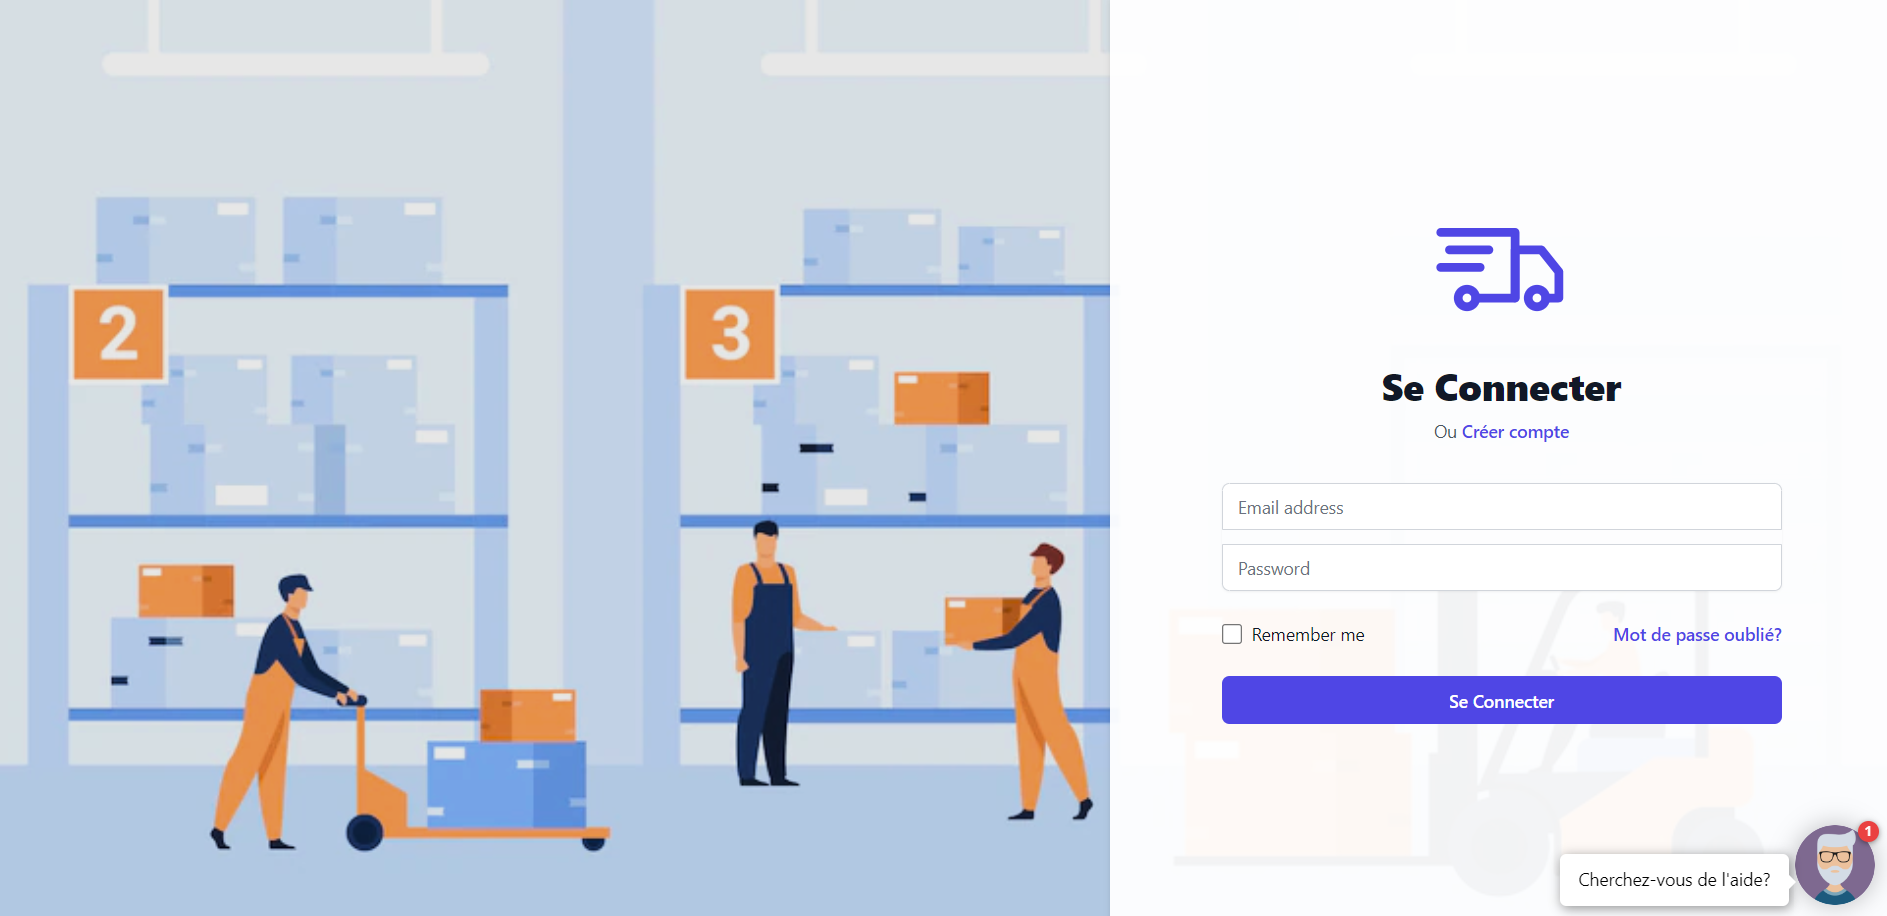 2
3
Se Connecter
Ou Créer compte
Email address
Password
Remember me
Mot de passe oublié?
Se Connecter
1
Cherchez-vous de l'aide?